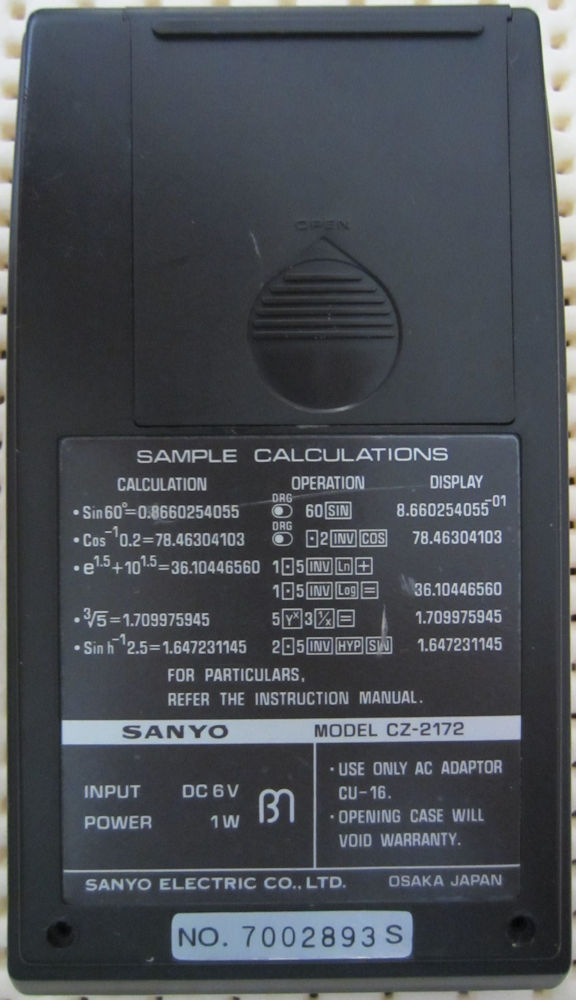 OPEN
SAMPLE CALCULATIONS
CALCULATION OPERATION DISPLAY
DRG
• Sin 60°=0.8660254055 60 SIN 8.660254055⁻⁰¹
DRG
• Cos⁻¹0.2=78.46304103 • 2 INV COS 78.46304103
• e¹·⁵+10¹·⁵=36.10446560 1 • 5 INV Ln +
1 • 5 INV Log = 36.10446560
• ³√5=1.709975945 5 Yˣ 3 ¹/x = 1.709975945
• Sin h⁻¹2.5=1.647231145 2 • 5 INV HYP SIN 1.647231145
FOR PARTICULARS,
REFER THE INSTRUCTION MANUAL.
SANYO MODEL CZ-2172
INPUT DC 6V
POWER 1W
• USE ONLY AC ADAPTOR
CU-16.
• OPENING CASE WILL
VOID WARRANTY.
SANYO ELECTRIC CO., LTD. OSAKA JAPAN
NO. 7002893 S